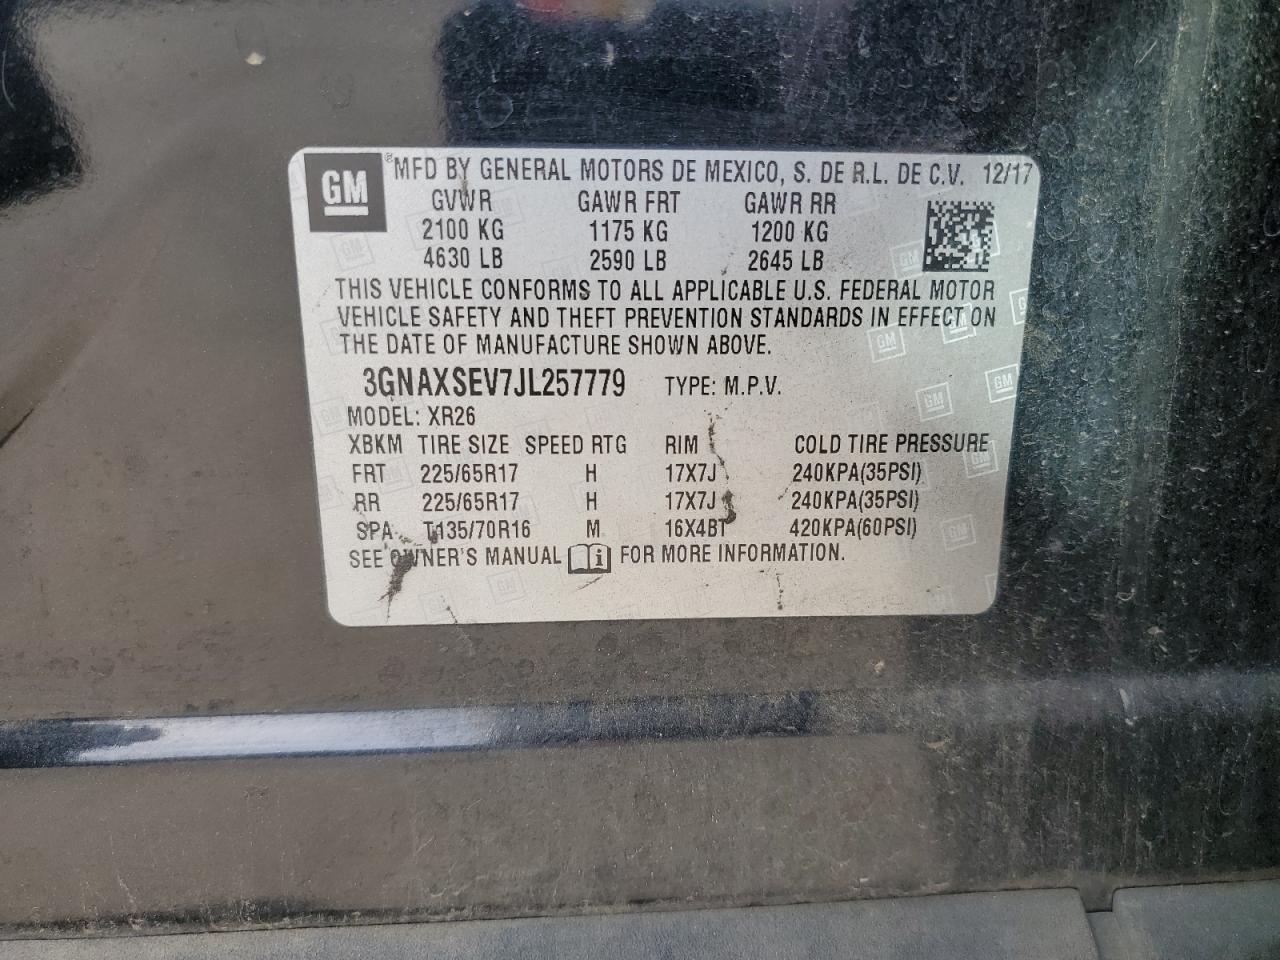 GM ® MFD BY GENERAL MOTORS DE MEXICO, S. DE R.L. DE C.V. 12/17
GVWR GAWR FRT GAWR RR
2100 KG 1175 KG 1200 KG
4630 LB 2590 LB 2645 LB
THIS VEHICLE CONFORMS TO ALL APPLICABLE U.S. FEDERAL MOTOR
VEHICLE SAFETY AND THEFT PREVENTION STANDARDS IN EFFECT ON
THE DATE OF MANUFACTURE SHOWN ABOVE.
3GNAXSEV7JL257779 TYPE: M.P.V.
MODEL: XR26
XBKM TIRE SIZE SPEED RTG RIM COLD TIRE PRESSURE
FRT 225/65R17 H 17X7J 240KPA(35PSI)
RR 225/65R17 H 17X7J 240KPA(35PSI)
SPA T135/70R16 M 16X4BT 420KPA(60PSI)
SEE OWNER'S MANUAL i FOR MORE INFORMATION.